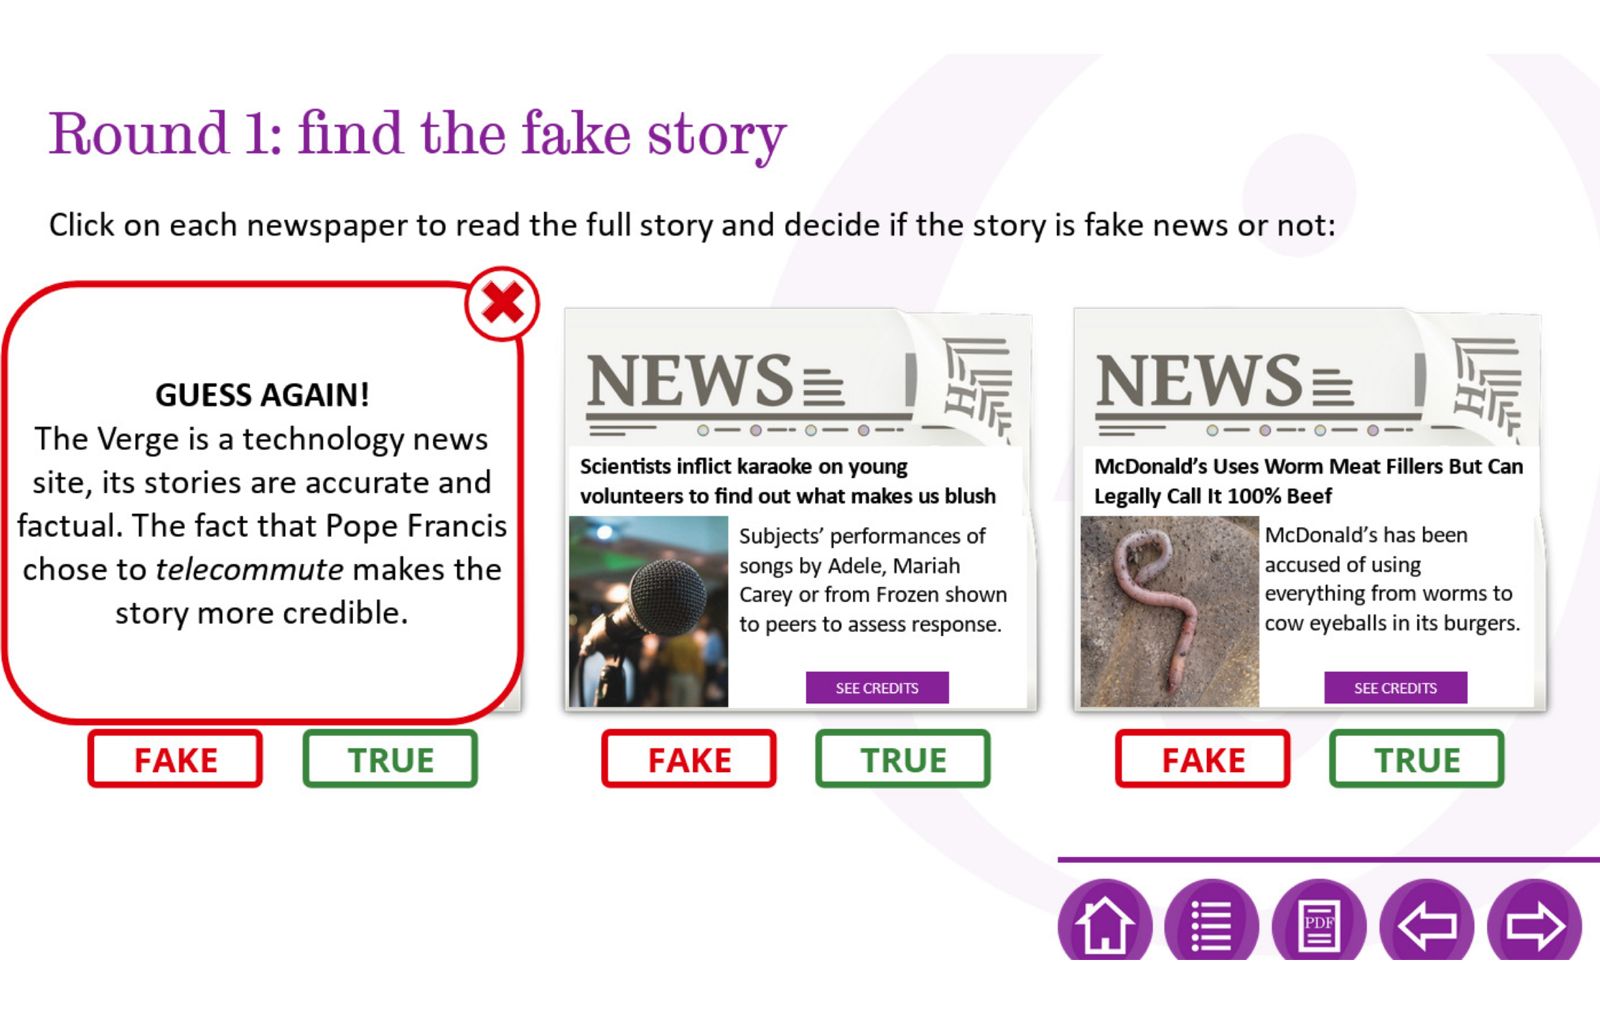 Round 1: find the fake story
Click on each newspaper to read the full story and decide if the story is fake news or not:
GUESS AGAIN!
The Verge is a technology news
site, its stories are accurate and
factual. The fact that Pope Francis
chose to telecommute makes the
story more credible.
FAKE
TRUE
NEWS
H
Scientists inflict karaoke on young
volunteers to find out what makes us blush
Subjects’ performances of
songs by Adele, Mariah
Carey or from Frozen shown
to peers to assess response.
SEE CREDITS
FAKE
TRUE
NEWS
H
McDonald’s Uses Worm Meat Fillers But Can
Legally Call It 100% Beef
McDonald’s has been
accused of using
everything from worms to
cow eyeballs in its burgers.
SEE CREDITS
FAKE
TRUE
PDF